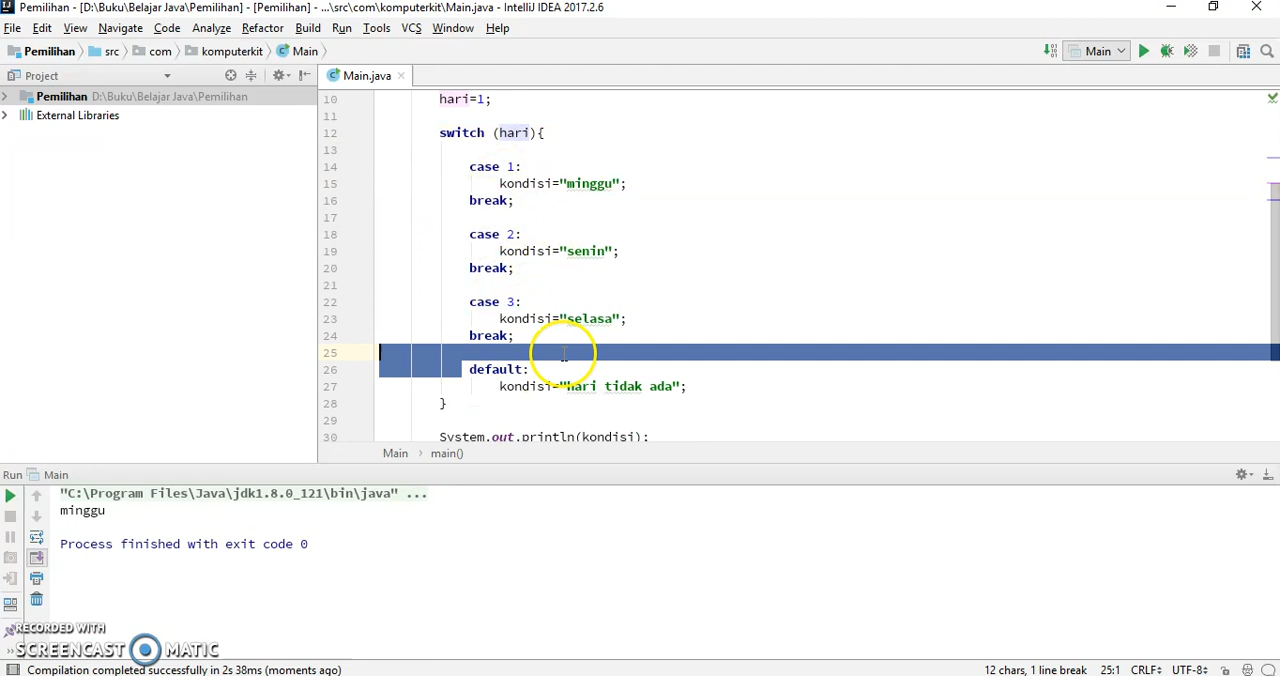 Pemilihan - [D:\Buku\Belajar Java\Pemilihan] - [Pemilihan] - ...\src\com\komputerkit\Main.java - IntelliJ IDEA 2017.2.6
File Edit View Navigate Code Analyze Refactor Build Run Tools VCS Window Help
Pemilihan src com komputerkit Main Main
Project Main.java
Pemilihan D:\Buku\Belajar Java\Pemilihan
External Libraries
10 hari=1;
11
12 switch (hari){
13
14 case 1:
15 kondisi="minggu";
16 break;
17
18 case 2:
19 kondisi="senin";
20 break;
21
22 case 3:
23 kondisi="selasa";
24 break;
25
26 default:
27 kondisi="hari tidak ada";
28 }
29
30 System.out.println(kondisi);
Main main()
Run Main
"C:\Program Files\Java\jdk1.8.0_121\bin\java" ...
minggu
Process finished with exit code 0
RECORDED WITH
SCREENCAST MATIC
Compilation completed successfully in 2s 38ms (moments ago) 12 chars, 1 line break 25:1 CRLF UTF-8